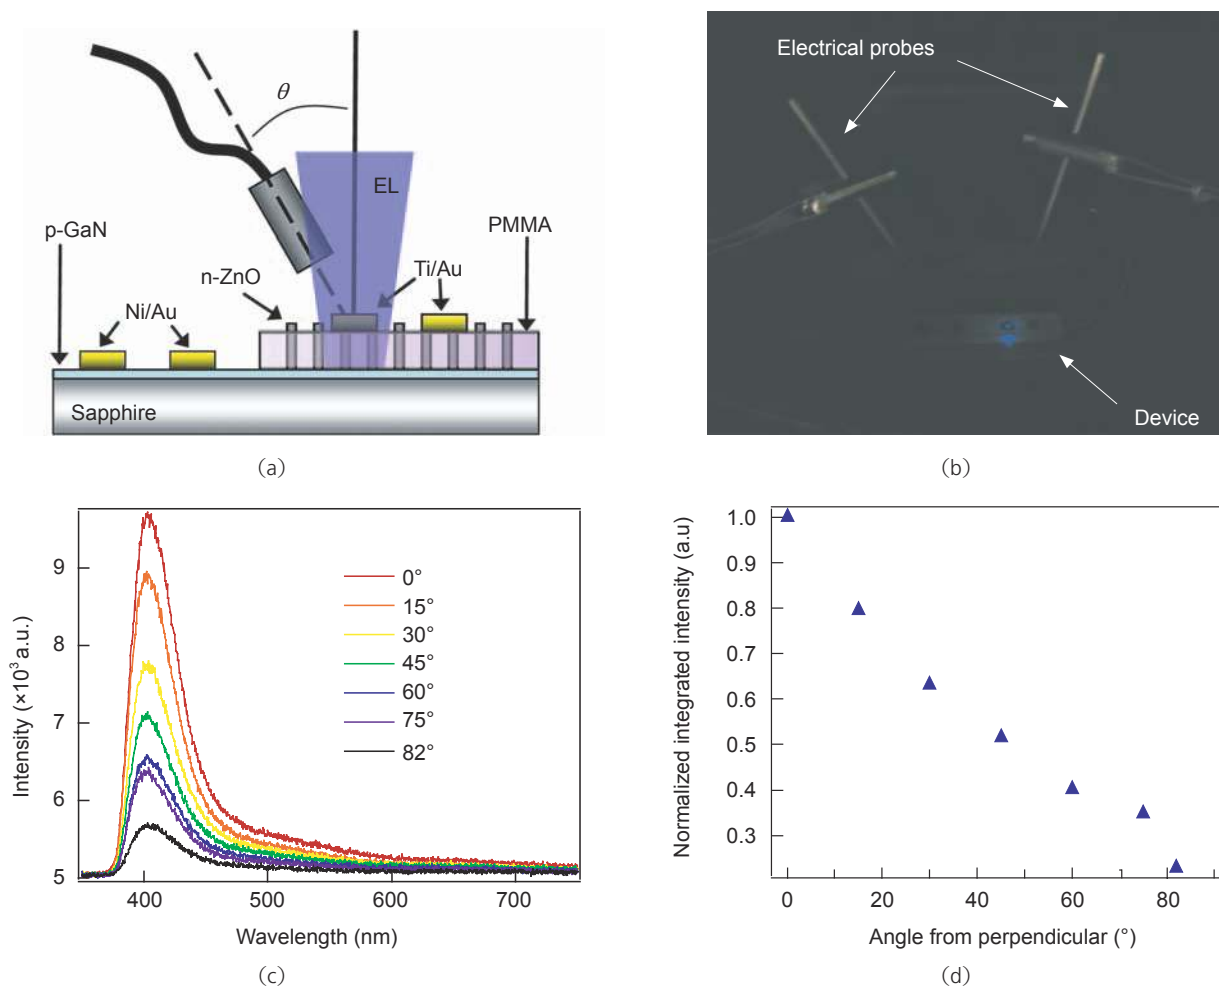 θ
EL
p-GaN
PMMA
n-ZnO
Ti/Au
Ni/Au
Sapphire
(a)
Electrical probes
Device
(b)
Intensity (×10³ a.u.)
9
8
7
6
5
0°
15°
30°
45°
60°
75°
82°
400 500 600 700
Wavelength (nm)
(c)
Normalized integrated intensity (a.u)
1.0
0.9
0.8
0.7
0.6
0.5
0.4
0.3
0 20 40 60 80
Angle from perpendicular (°)
(d)